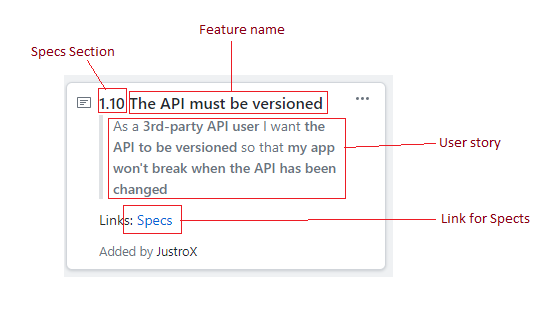 Feature name
Specs Section
1.10 The API must be versioned
As a 3rd-party API user I want the
API to be versioned so that my app
won't break when the API has been
changed
User story
Links: Specs
Link for Spects
Added by JustroX